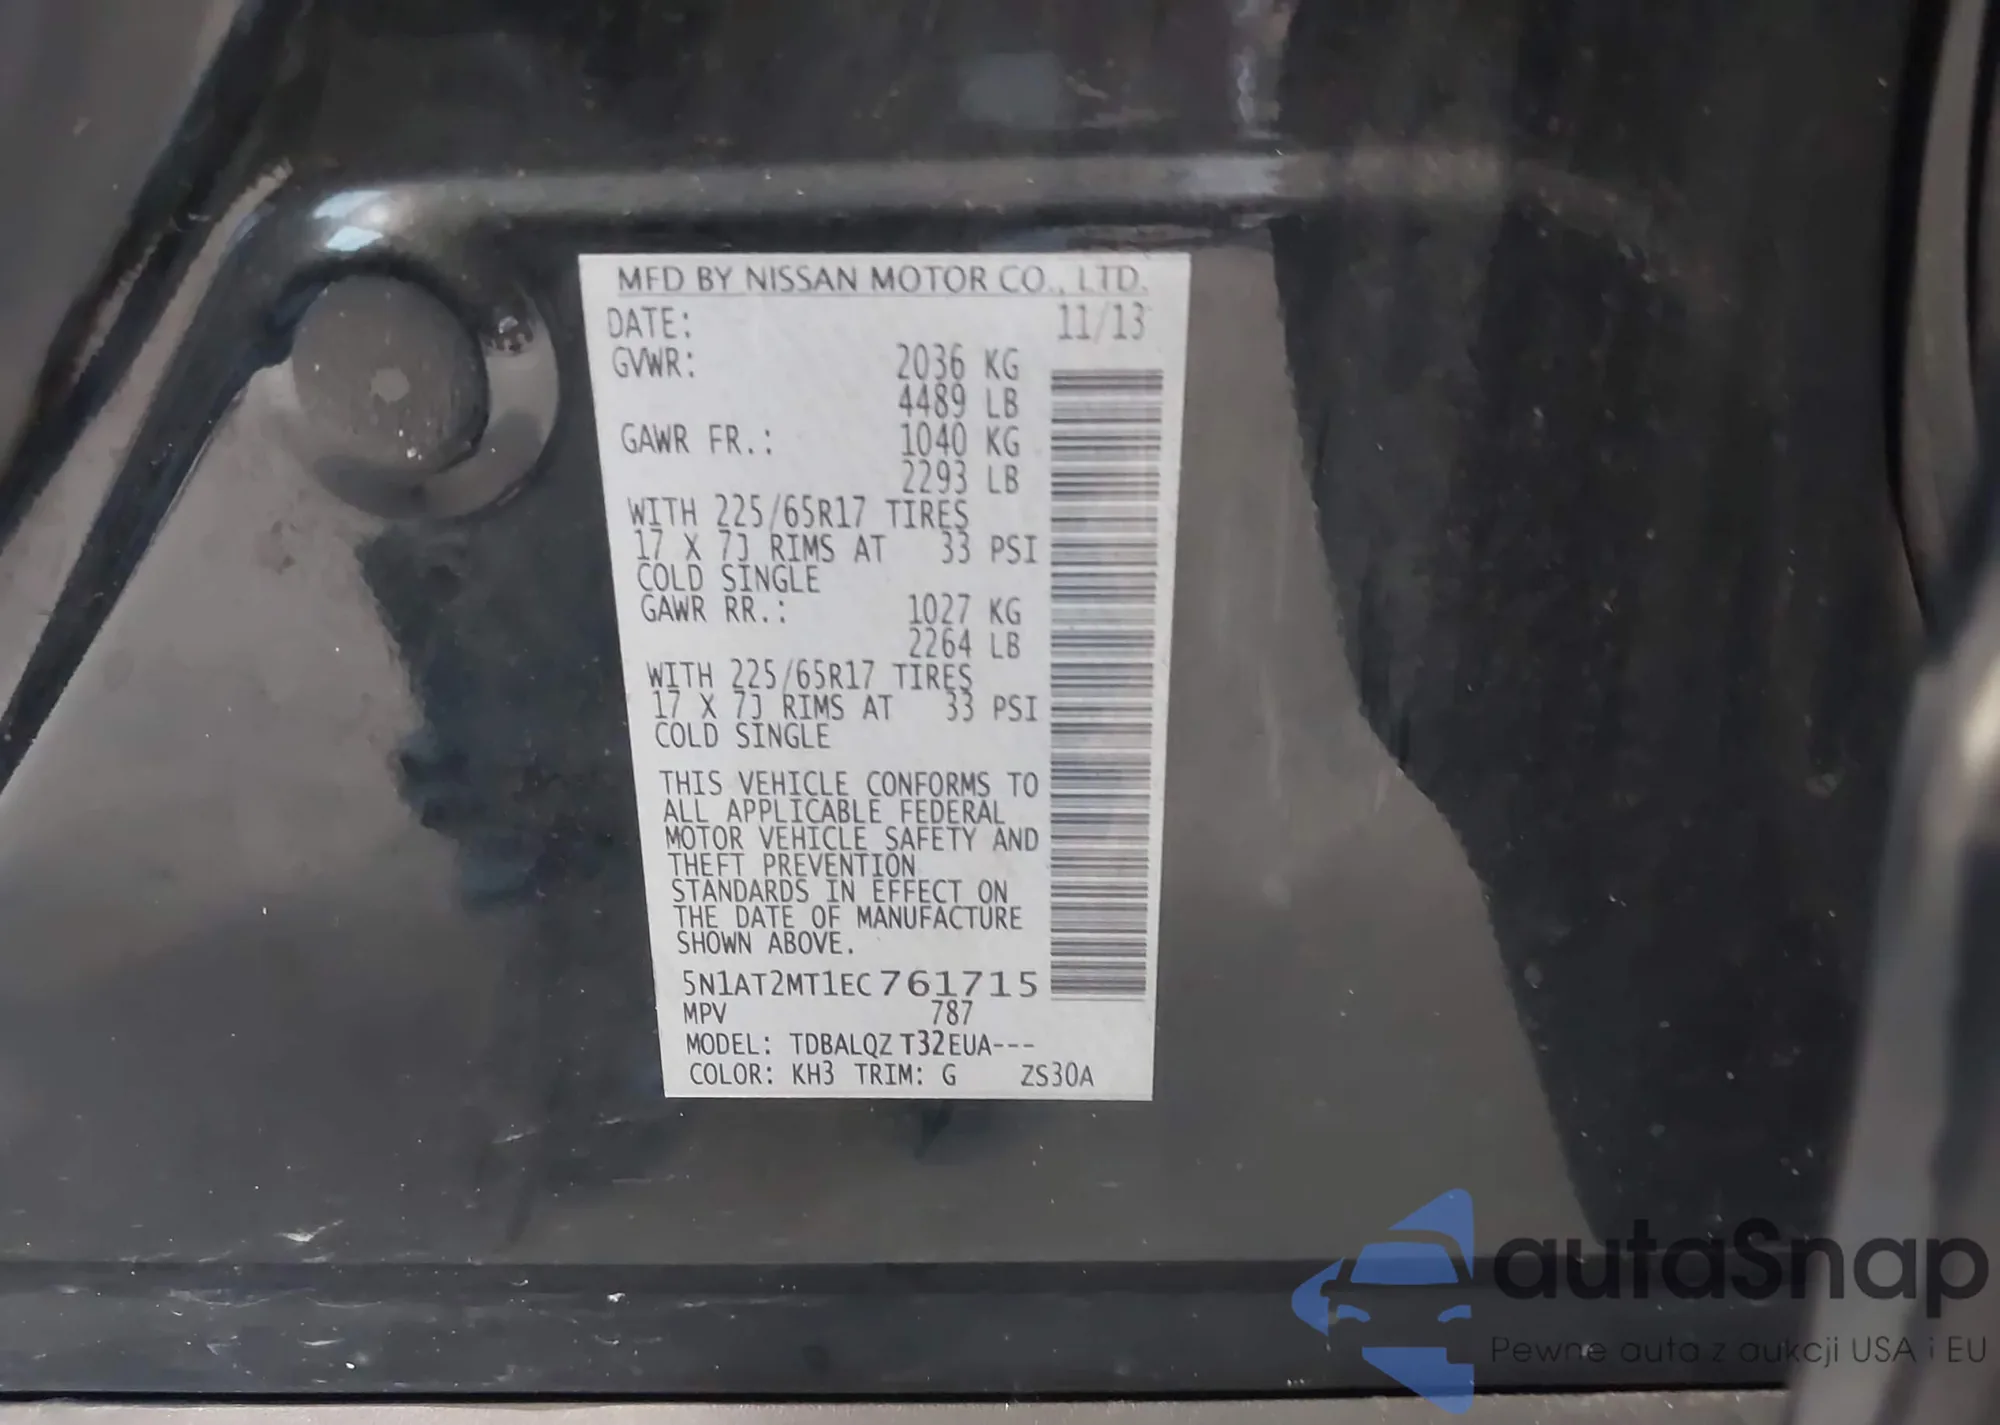 MFD BY NISSAN MOTOR CO., LTD.
DATE: 11/13
GVWR: 2036 KG
4489 LB
GAWR FR.: 1040 KG
2293 LB
WITH 225/65R17 TIRES
17 X 7J RIMS AT 33 PSI
COLD SINGLE
GAWR RR.: 1027 KG
2264 LB
WITH 225/65R17 TIRES
17 X 7J RIMS AT 33 PSI
COLD SINGLE
THIS VEHICLE CONFORMS TO
ALL APPLICABLE FEDERAL
MOTOR VEHICLE SAFETY AND
THEFT PREVENTION
STANDARDS IN EFFECT ON
THE DATE OF MANUFACTURE
SHOWN ABOVE.
5N1AT2MT1EC761715
MPV 787
MODEL: TDBALQZ T32EUA---
COLOR: KH3 TRIM: G ZS30A
autaSnap
Pewne auta z aukcji USA i EU